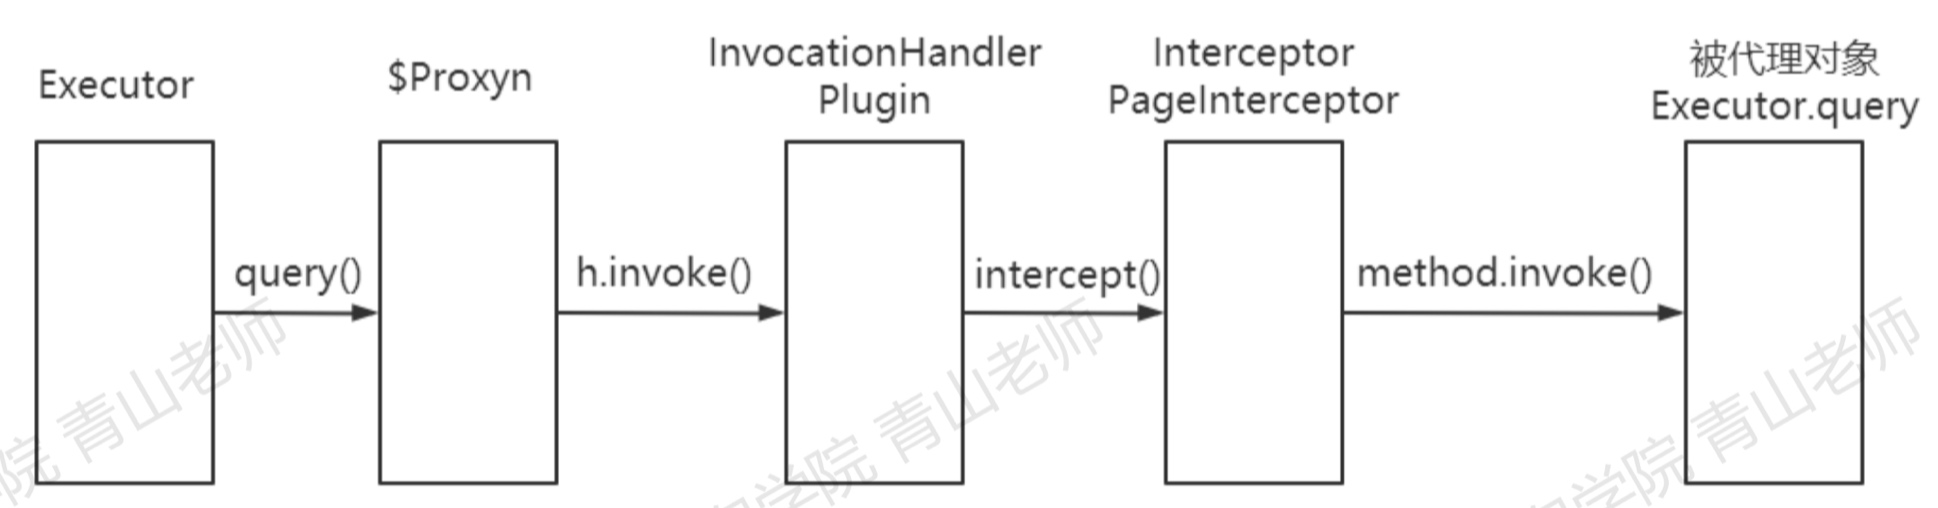 Executor
$Proxyn
InvocationHandler
Plugin
Interceptor
PageInterceptor
被代理对象
Executor.query
query()
h.invoke()
intercept()
method.invoke()
院 青山老师
学院 青山老师
学院 青山老师